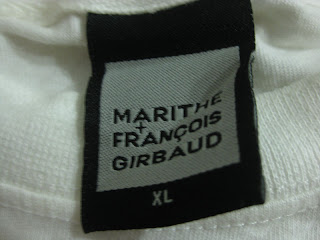 MARITHE
+
FRANÇOIS
GIRBAUD
XL